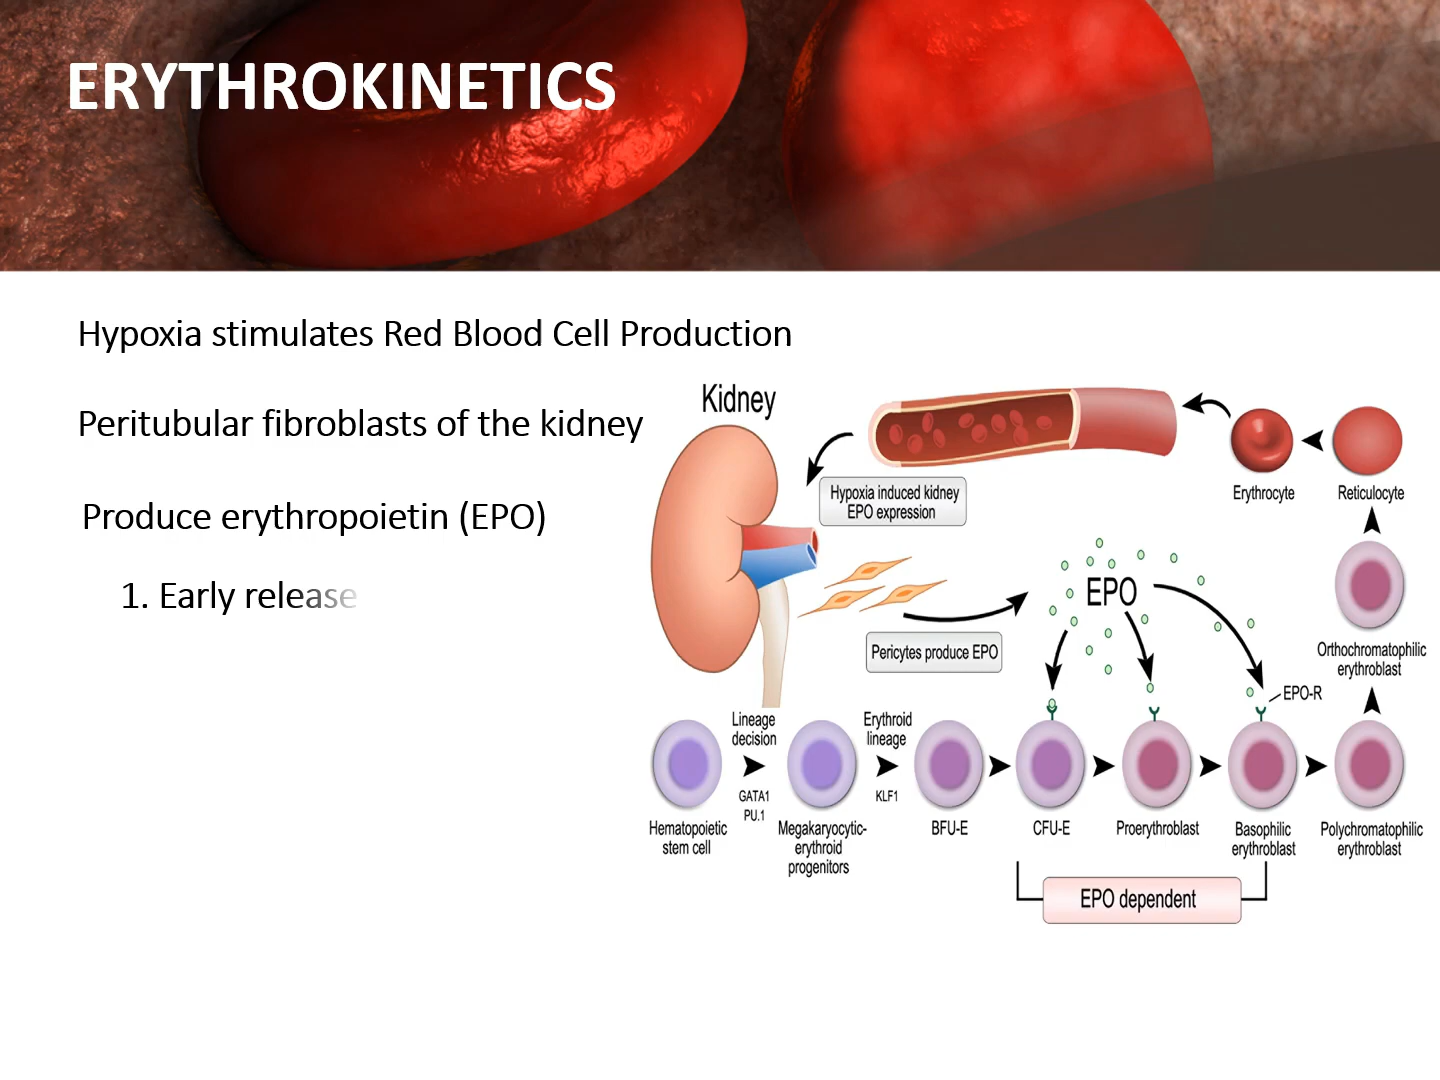 ERYTHROKINETICS
Hypoxia stimulates Red Blood Cell Production
Peritubular fibroblasts of the kidney
Produce erythropoietin (EPO)
1. Early release
Kidney
Hypoxia induced kidney
EPO expression
Erythrocyte
Reticulocyte
EPO
Pericytes produce EPO
Orthochromatophilic
erythroblast
EPO-R
Lineage
decision
Erythroid
lineage
GATA1
PU.1
KLF1
Hematopoietic
stem cell
Megakaryocytic-
erythroid
progenitors
BFU-E
CFU-E
Proerythroblast
Basophilic
erythroblast
Polychromatophilic
erythroblast
EPO dependent